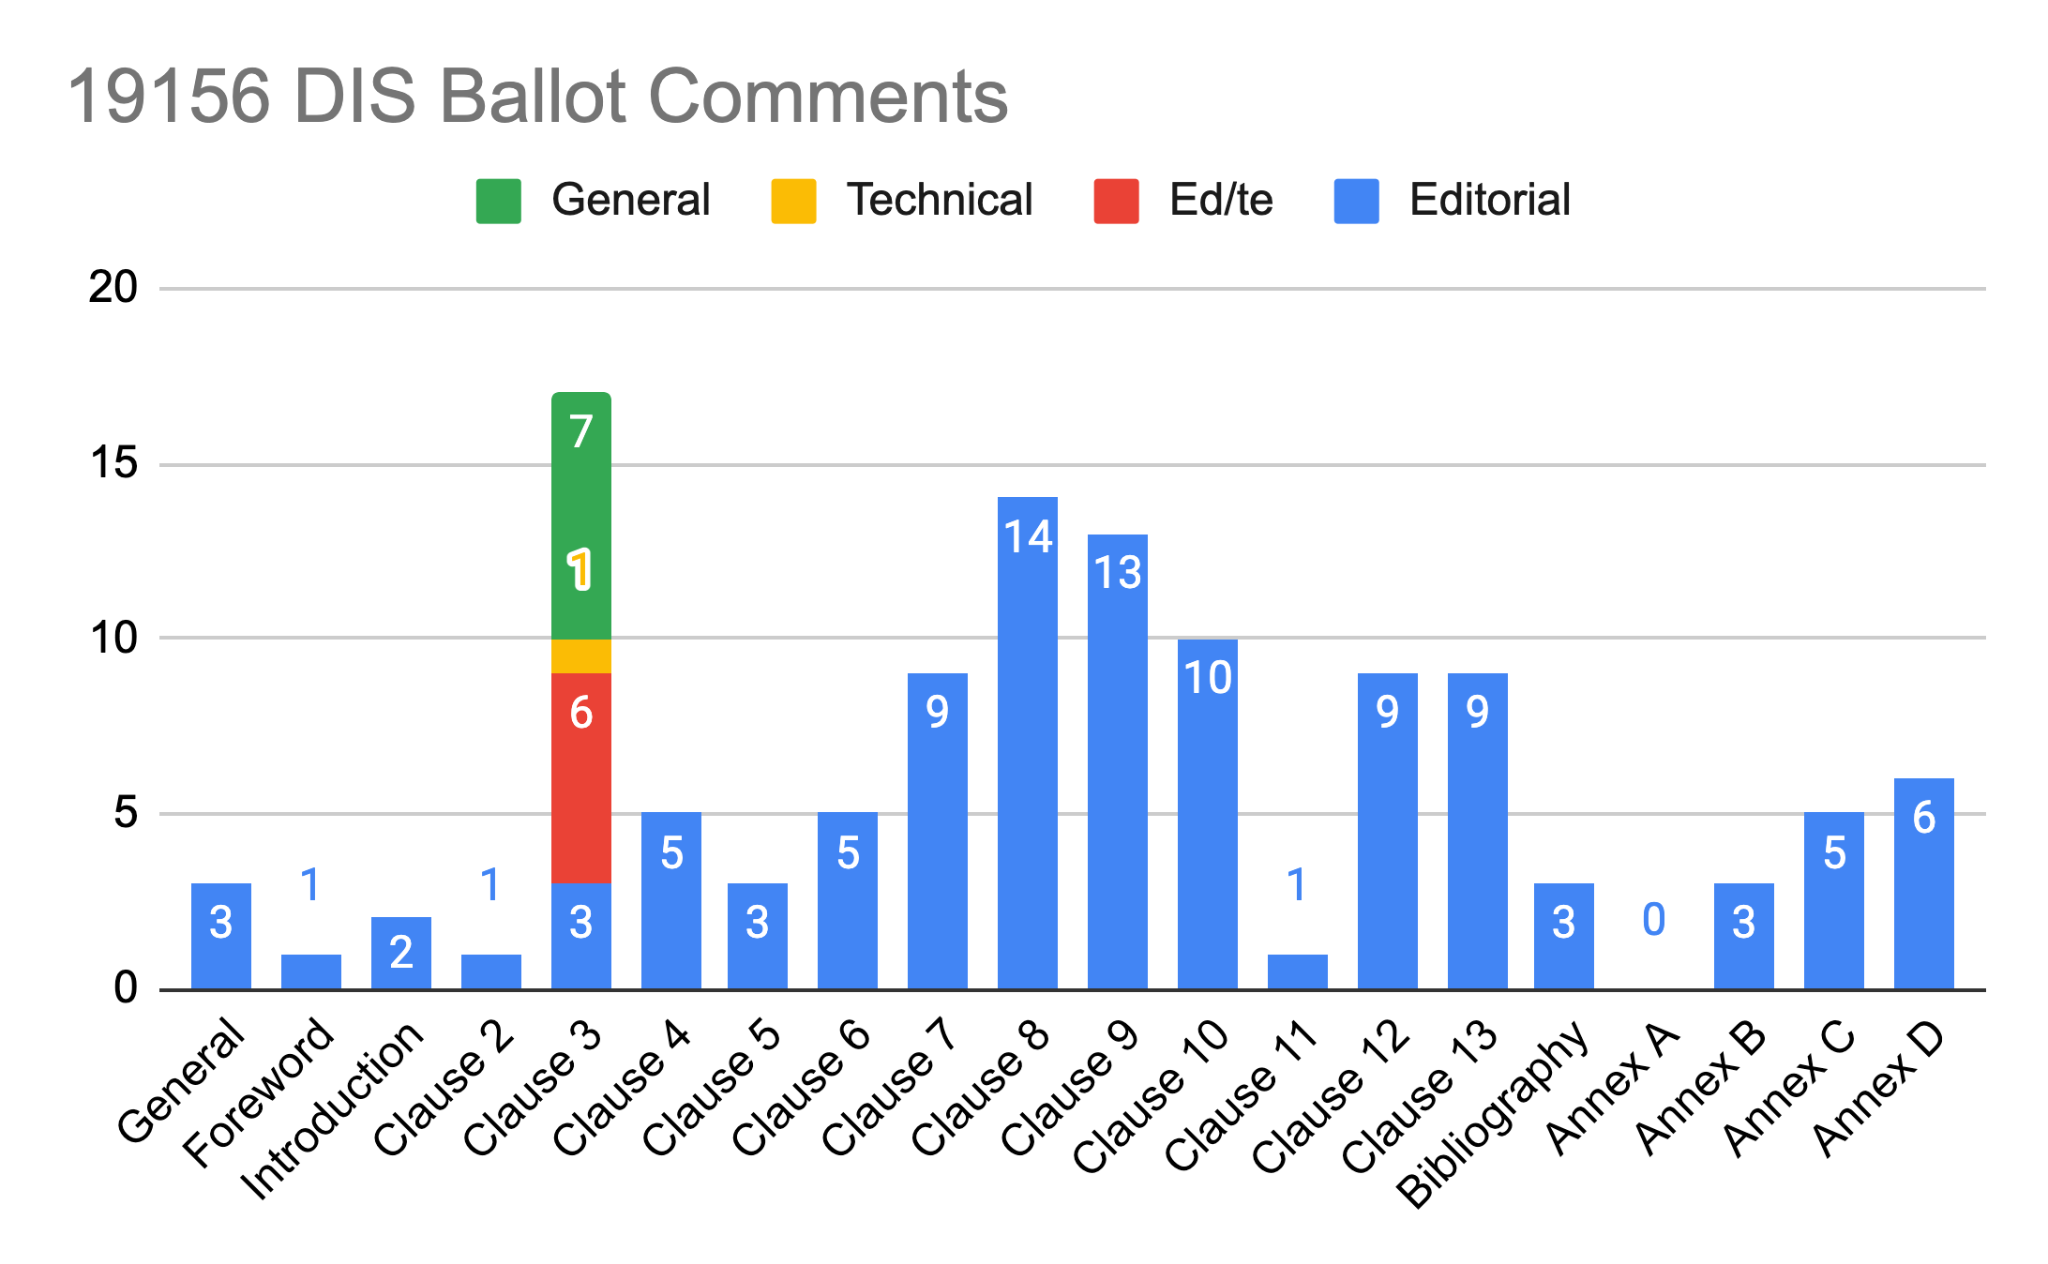 19156 DIS Ballot Comments
General Technical Ed/te Editorial
20
15
10
5
0
7
1
6
3
3
1
2
1
5
3
5
9
14
13
10
1
9
9
3
0
3
5
6
General
Foreword
Introduction
Clause 2
Clause 3
Clause 4
Clause 5
Clause 6
Clause 7
Clause 8
Clause 9
Clause 10
Clause 11
Clause 12
Clause 13
Bibliography
Annex A
Annex B
Annex C
Annex D